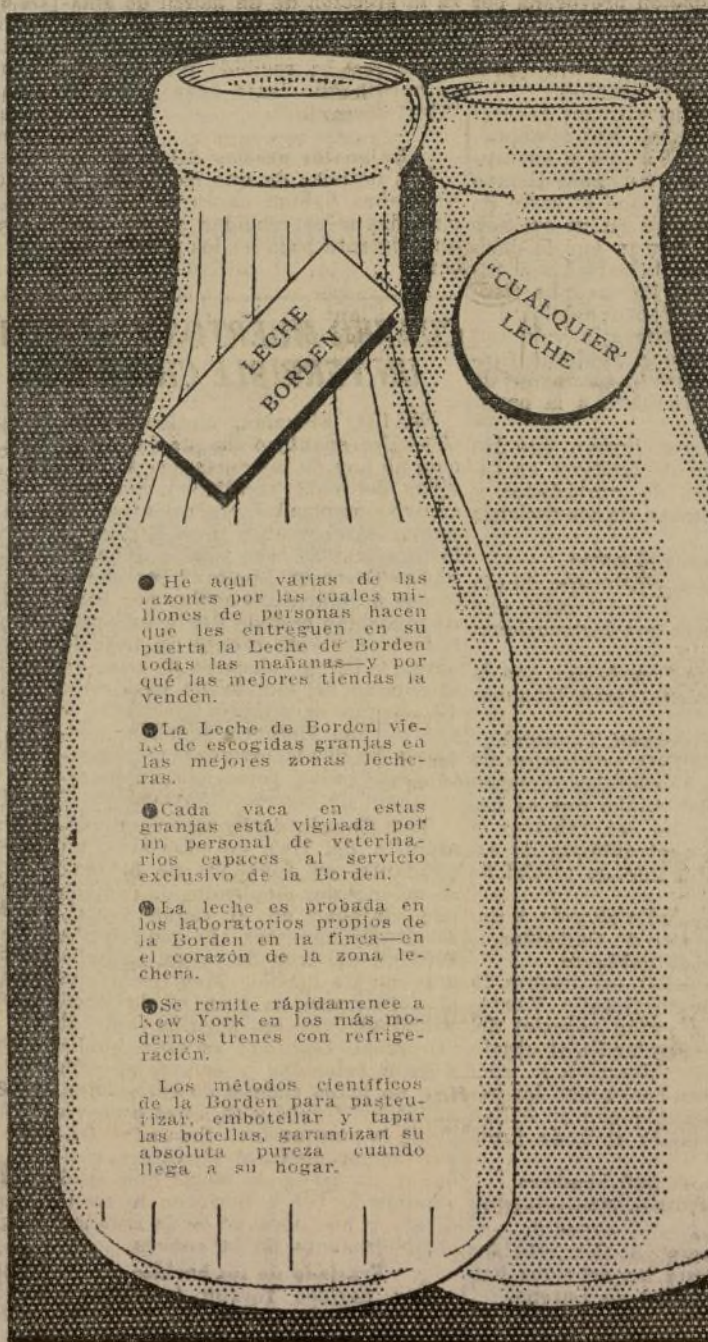 LECHE
BORDEN
"CUALQUIER'
LECHE
● He aquí varias de las
razones por las cuales mi-
llones de personas hacen
que les entreguen en su
puerta la Leche de Borden
todas las mañanas—y por
qué las mejores tiendas la
venden.
● La Leche de Borden vie-
ne de escogidas granjas en
las mejores zonas leche-
ras.
● Cada vaca en estas
granjas está vigilada por
un personal de veterina-
rios capaces al servicio
exclusivo de la Borden.
● La leche es probada en
los laboratorios propios de
la Borden en la finca—en
el corazón de la zona le-
chera.
● Se remite rápidamenee a
New York en los más mo-
dernos trenes con refrige-
ración.
Los métodos científicos
de la Borden para pasteu-
rizar, embotellar y tapar
las botellas, garantizan su
absoluta pureza cuando
llega a su hogar.